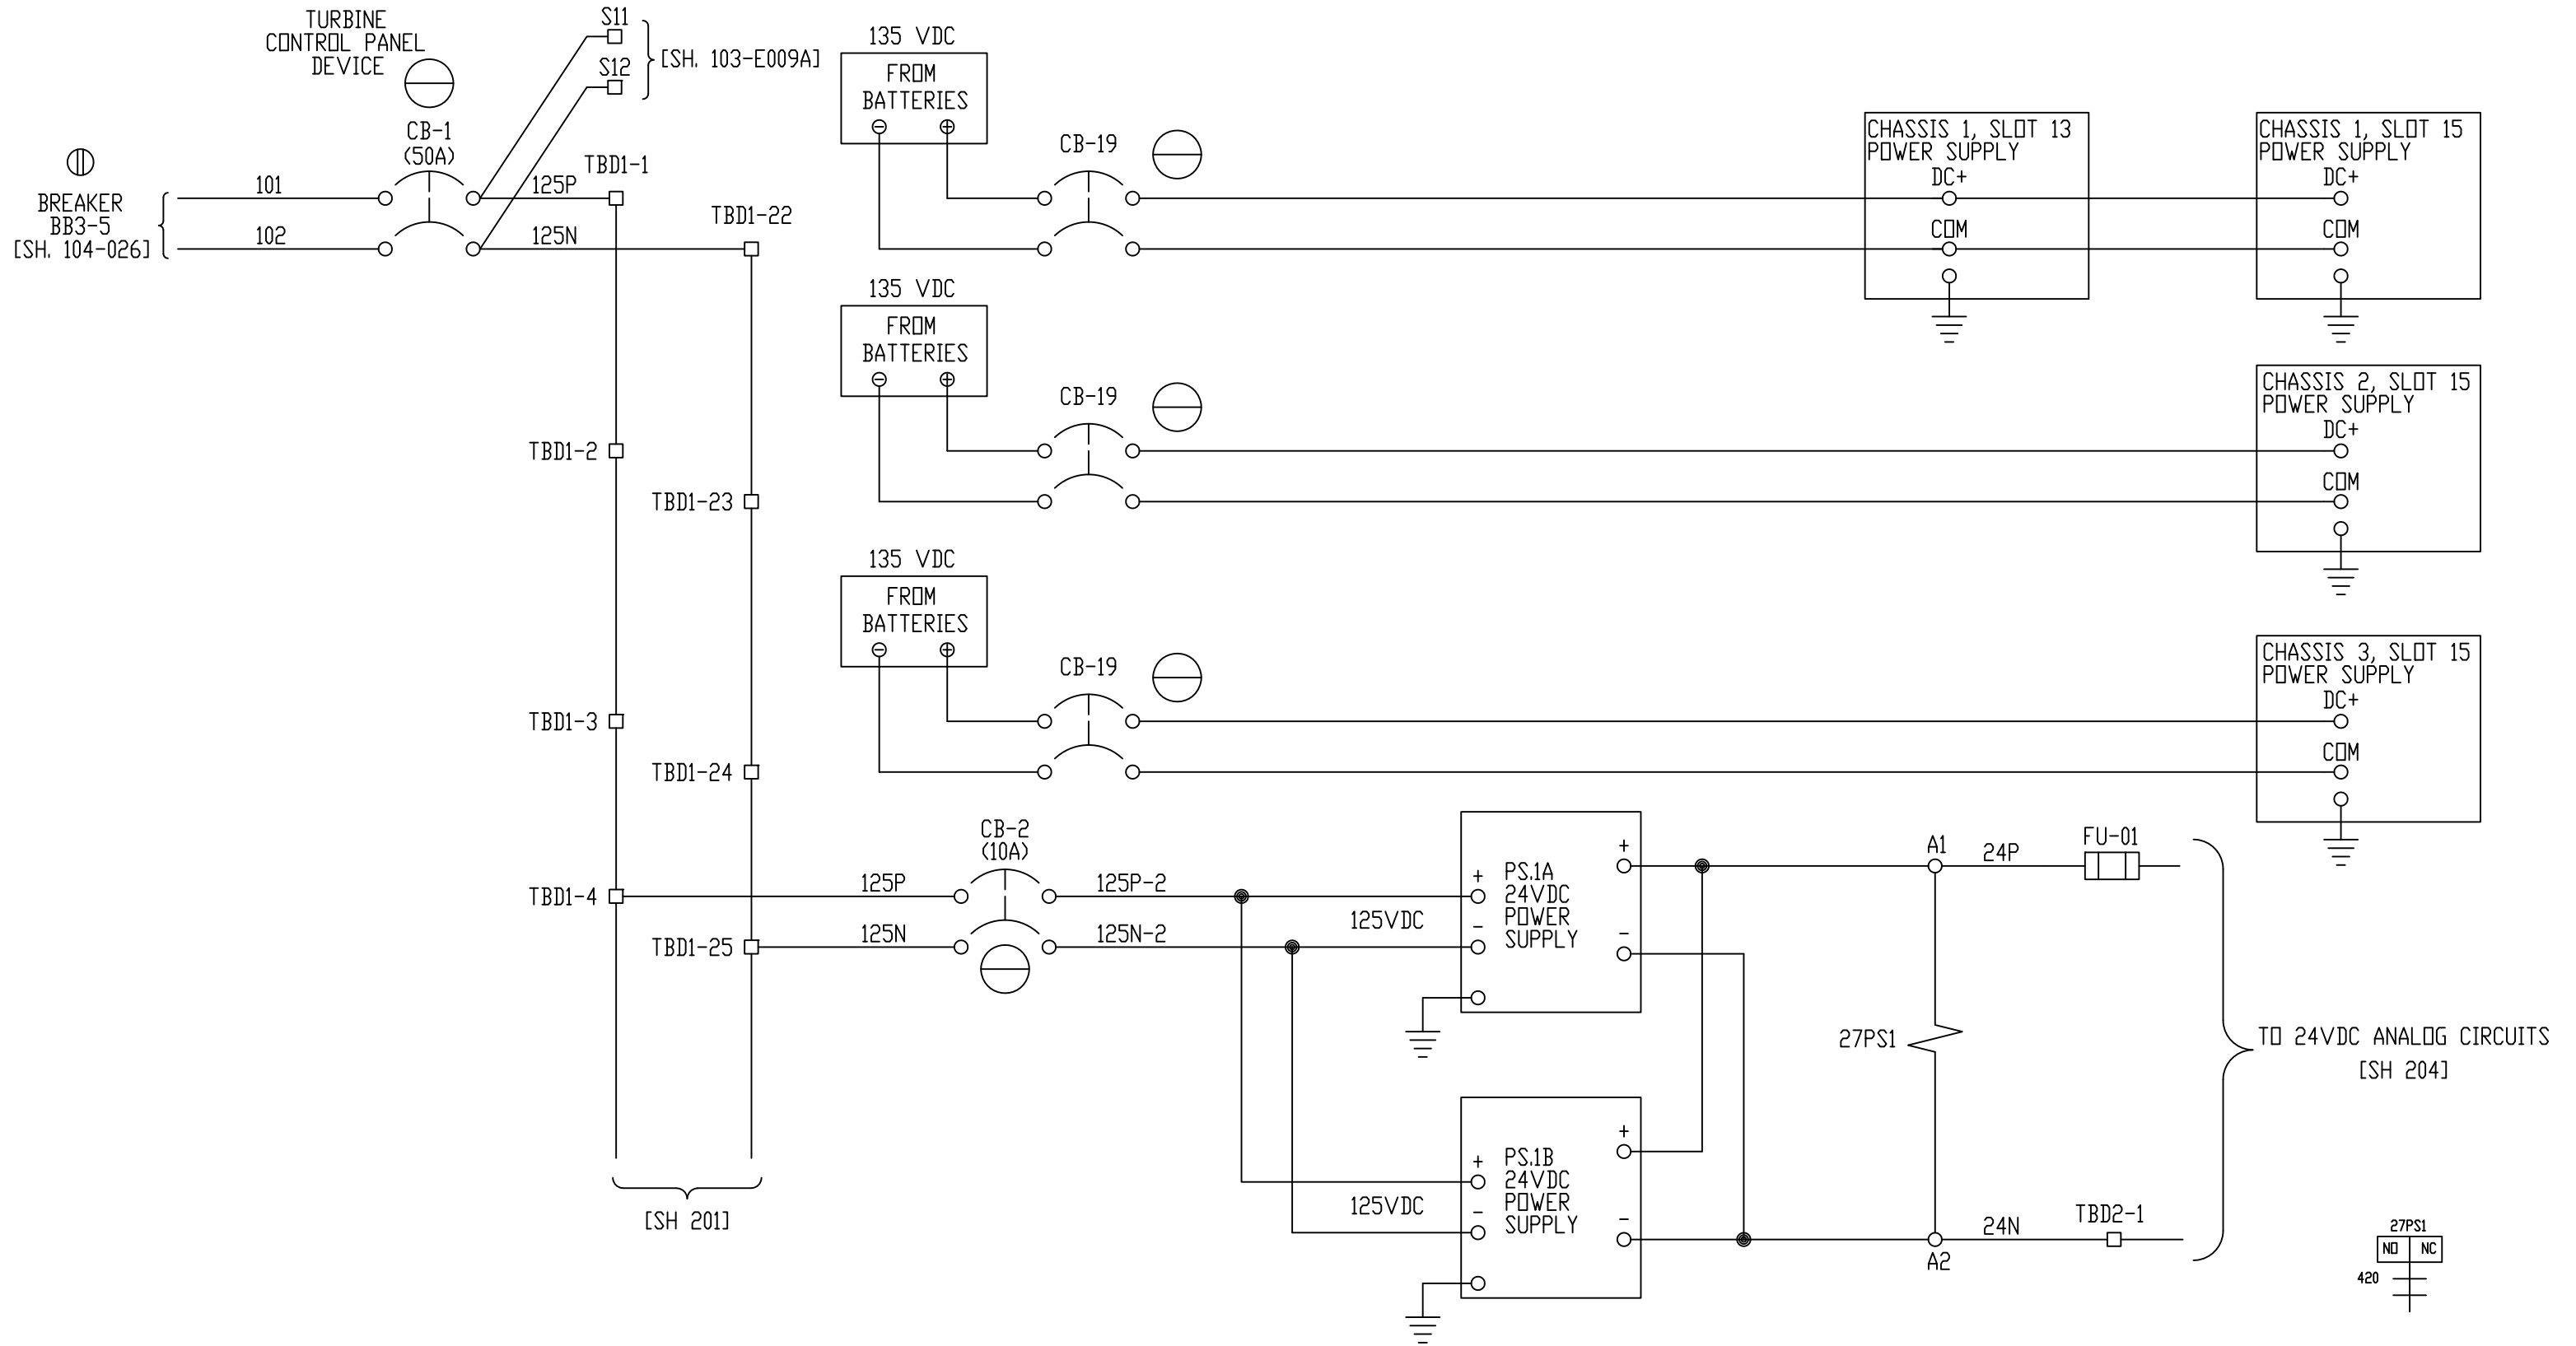 TURBINE
CONTROL PANEL
DEVICE
S11
S12
[SH. 103-E009A]
CB-1
(50A)
TBD1-1
BREAKER
BB3-5
[SH. 104-026]
101
102
125P
125N
TBD1-22
135 VDC
FROM
BATTERIES
- +
CB-19
CHASSIS 1, SLOT 13
POWER SUPPLY
DC+
COM
CHASSIS 1, SLOT 15
POWER SUPPLY
DC+
COM
135 VDC
FROM
BATTERIES
- +
CB-19
CHASSIS 2, SLOT 15
POWER SUPPLY
DC+
COM
TBD1-2
TBD1-23
135 VDC
FROM
BATTERIES
- +
CB-19
CHASSIS 3, SLOT 15
POWER SUPPLY
DC+
COM
TBD1-3
TBD1-24
CB-2
(10A)
TBD1-4
125P
125P-2
TBD1-25
125N
125N-2
125VDC
+
-
PS.1A
24VDC
POWER
SUPPLY
+
-
A1
24P
FU-01
27PS1
TO 24VDC ANALOG CIRCUITS
[SH 204]
125VDC
+
-
PS.1B
24VDC
POWER
SUPPLY
+
-
A2
24N
TBD2-1
[SH 201]
27PS1
NO NC
420